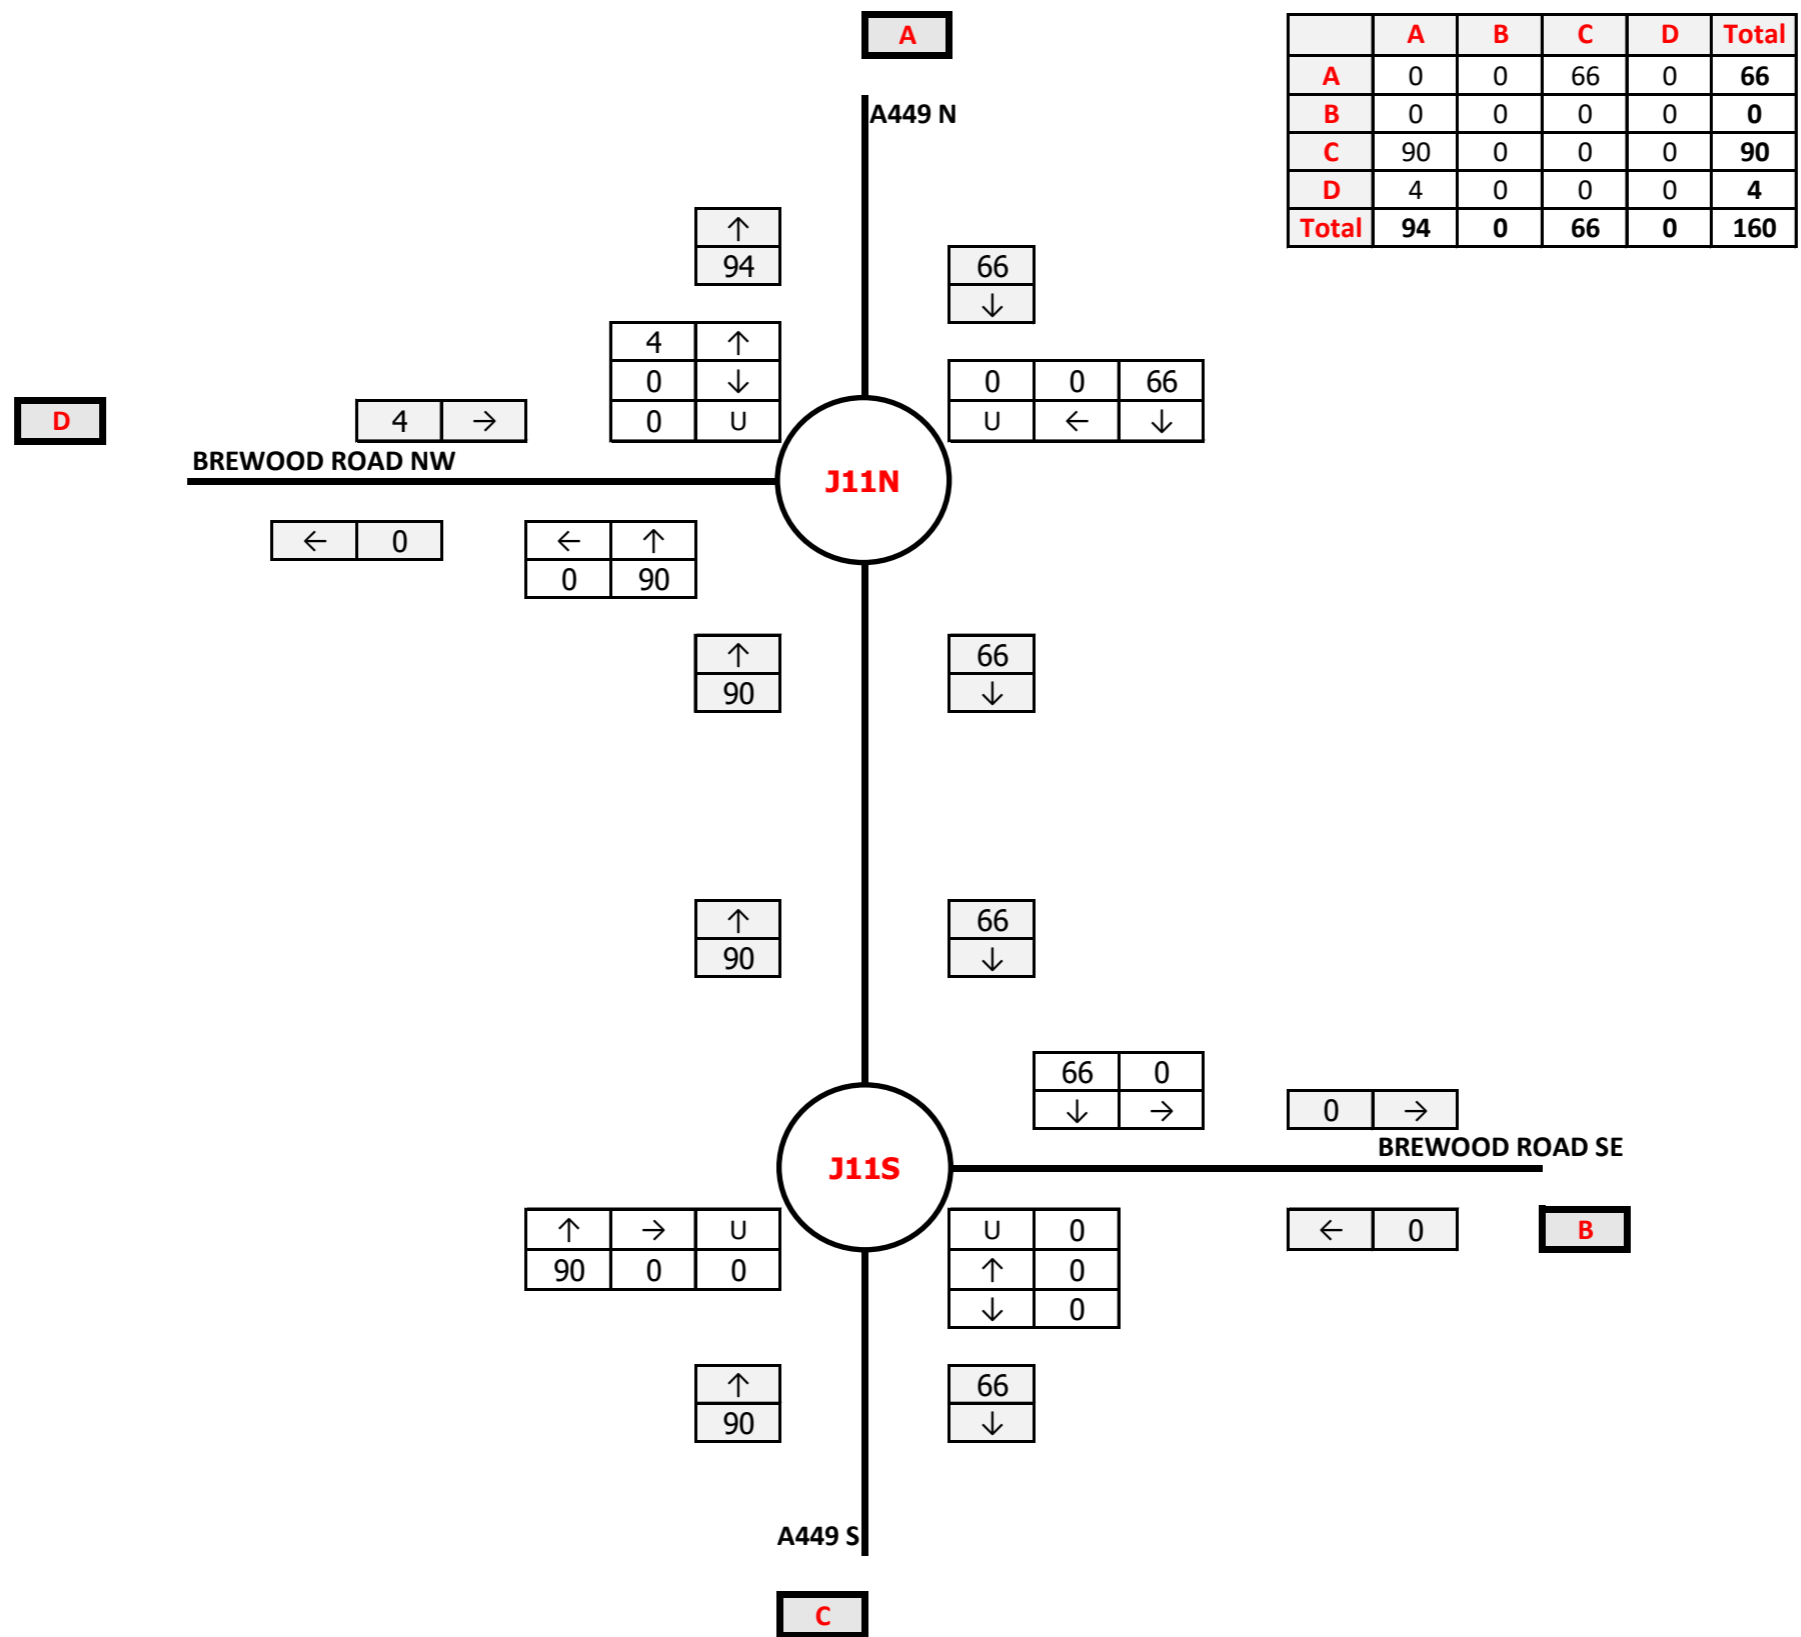 A
A B C D Total
A 0 0 66 0 66
B 0 0 0 0 0
C 90 0 0 0 90
D 4 0 0 0 4
Total 94 0 66 0 160
A449 N
↑
94
66
↓
4 ↑
0 ↓
0 U
0 0 66
U ← ↓
D
4 →
BREWOOD ROAD NW
J11N
← 0
← ↑
0 90
↑
90
66
↓
↑
90
66
↓
66 0
↓ →
0 →
BREWOOD ROAD SE
J11S
↑ → U
90 0 0
U 0
↑ 0
↓ 0
← 0
B
↑
90
66
↓
A449 S
C